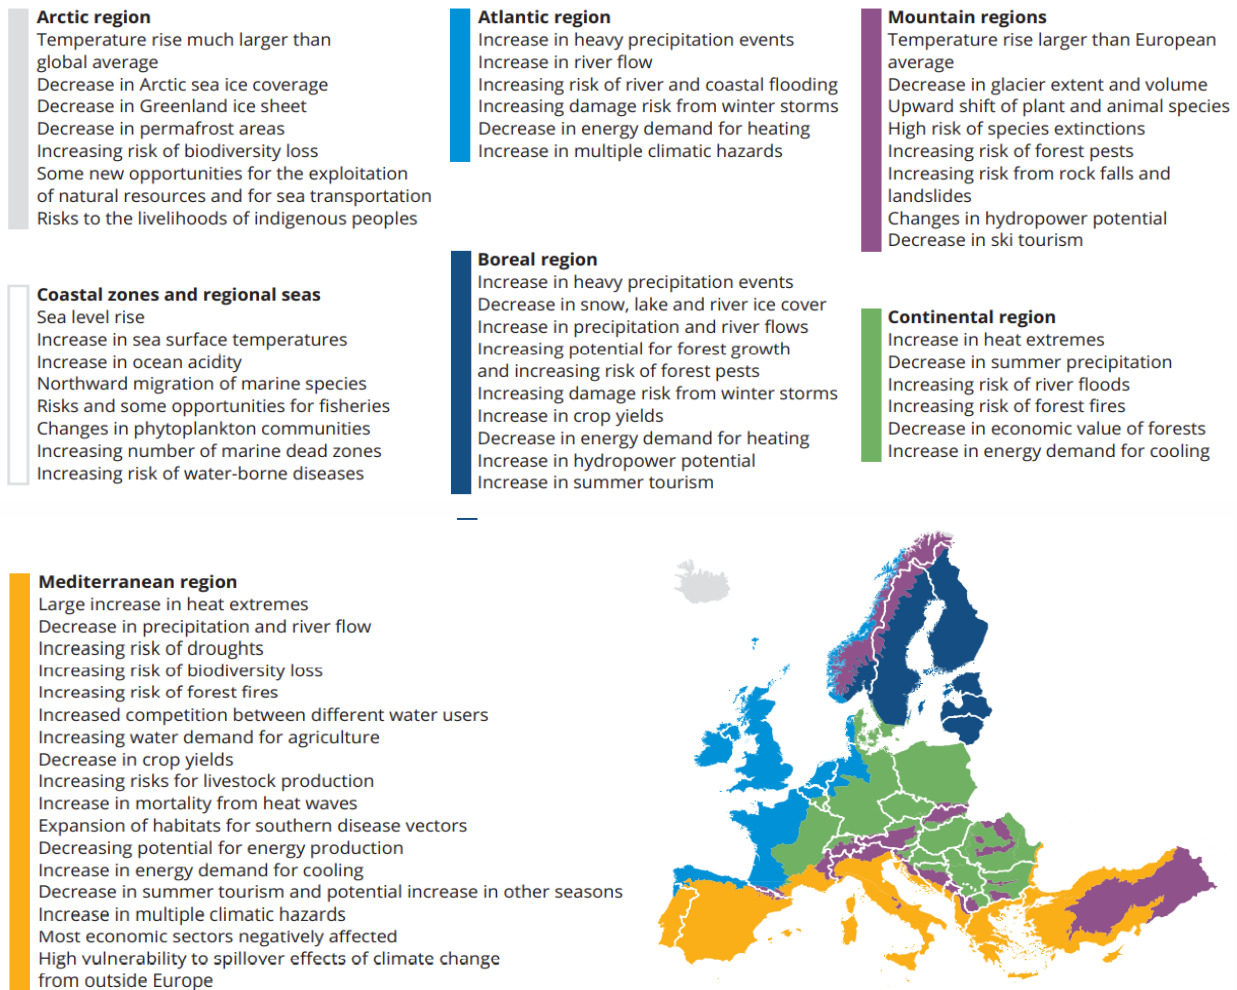 Arctic region
Temperature rise much larger than
global average
Decrease in Arctic sea ice coverage
Decrease in Greenland ice sheet
Decrease in permafrost areas
Increasing risk of biodiversity loss
Some new opportunities for the exploitation
of natural resources and for sea transportation
Risks to the livelihoods of indigenous peoples
Coastal zones and regional seas
Sea level rise
Increase in sea surface temperatures
Increase in ocean acidity
Northward migration of marine species
Risks and some opportunities for fisheries
Changes in phytoplankton communities
Increasing number of marine dead zones
Increasing risk of water-borne diseases
Atlantic region
Increase in heavy precipitation events
Increase in river flow
Increasing risk of river and coastal flooding
Increasing damage risk from winter storms
Decrease in energy demand for heating
Increase in multiple climatic hazards
Boreal region
Increase in heavy precipitation events
Decrease in snow, lake and river ice cover
Increase in precipitation and river flows
Increasing potential for forest growth
and increasing risk of forest pests
Increasing damage risk from winter storms
Increase in crop yields
Decrease in energy demand for heating
Increase in hydropower potential
Increase in summer tourism
Mountain regions
Temperature rise larger than European
average
Decrease in glacier extent and volume
Upward shift of plant and animal species
High risk of species extinctions
Increasing risk of forest pests
Increasing risk from rock falls and
landslides
Changes in hydropower potential
Decrease in ski tourism
Continental region
Increase in heat extremes
Decrease in summer precipitation
Increasing risk of river floods
Increasing risk of forest fires
Decrease in economic value of forests
Increase in energy demand for cooling
Mediterranean region
Large increase in heat extremes
Decrease in precipitation and river flow
Increasing risk of droughts
Increasing risk of biodiversity loss
Increasing risk of forest fires
Increased competition between different water users
Increasing water demand for agriculture
Decrease in crop yields
Increasing risks for livestock production
Increase in mortality from heat waves
Expansion of habitats for southern disease vectors
Decreasing potential for energy production
Increase in energy demand for cooling
Decrease in summer tourism and potential increase in other seasons
Increase in multiple climatic hazards
Most economic sectors negatively affected
High vulnerability to spillover effects of climate change
from outside Europe